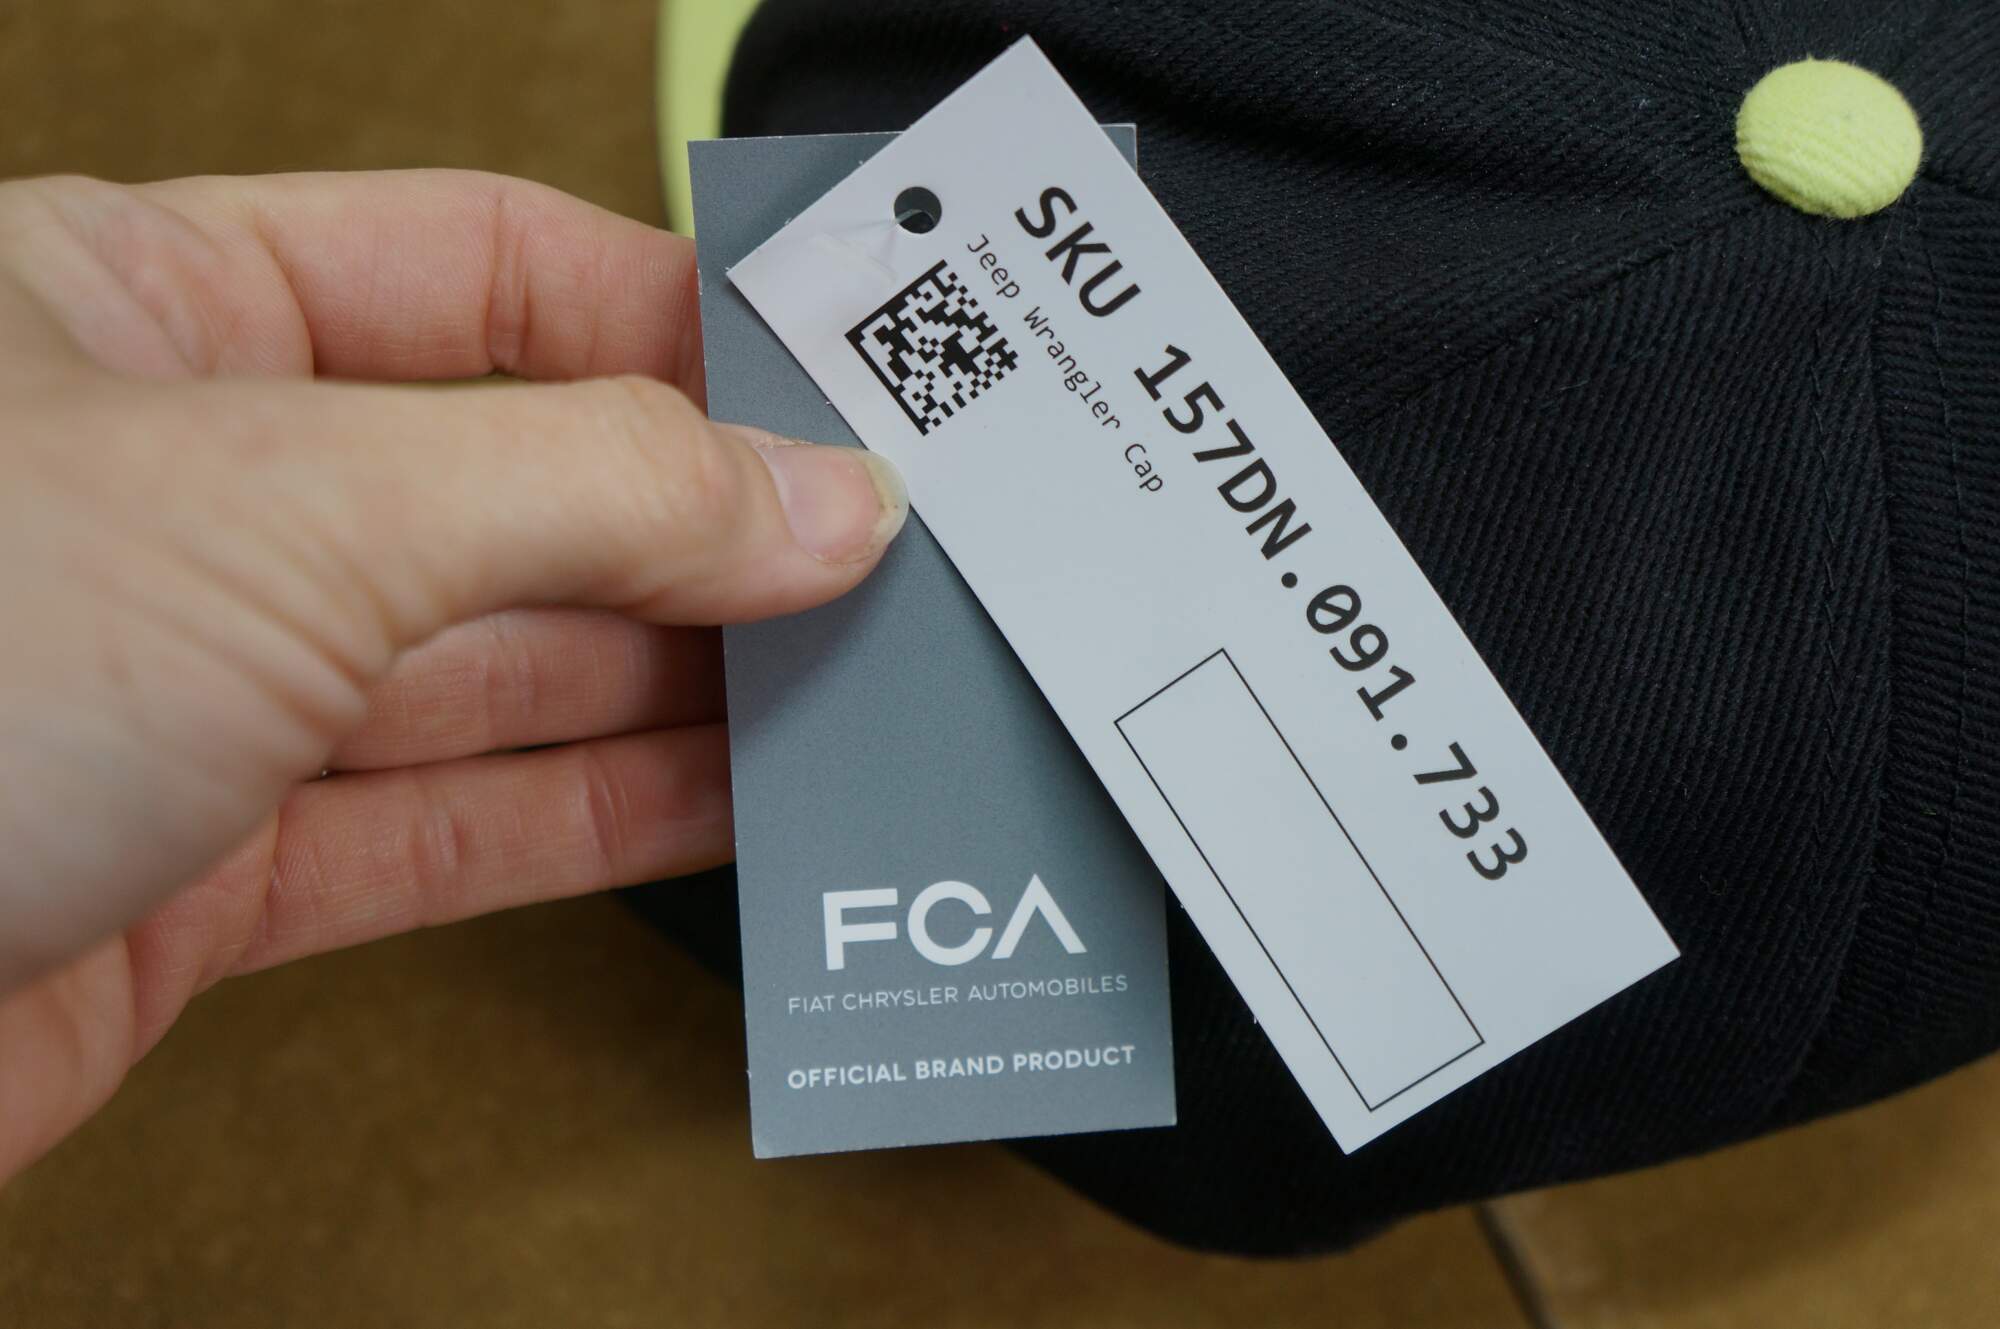 SKU 157DN.091.733
Jeep Wrangler Cap
FCA
FIAT CHRYSLER AUTOMOBILES
OFFICIAL BRAND PRODUCT